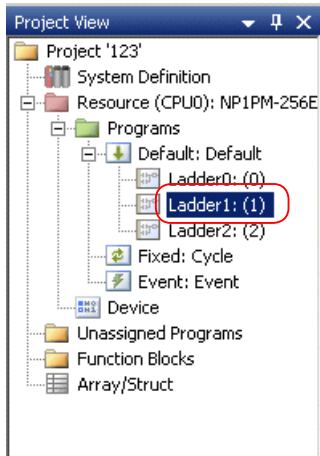 Project View
Project '123'
System Definition
Resource (CPU0): NP1PM-256E
Programs
Default: Default
Ladder0: (0)
Ladder1: (1)
Ladder2: (2)
Fixed: Cycle
Event: Event
Device
Unassigned Programs
Function Blocks
Array/Struct